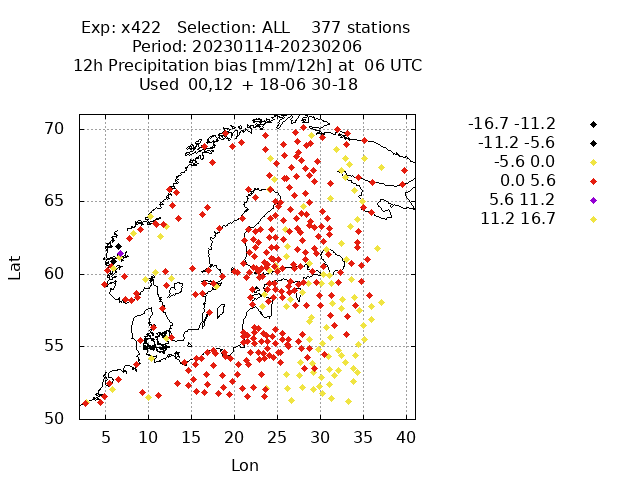 Exp: x422 Selection: ALL 377 stations
Period: 20230114-20230206
12h Precipitation bias [mm/12h] at 06 UTC
Used 00,12 + 18-06 30-18
70
65
60
55
50
Lat
5 10 15 20 25 30 35 40
Lon
-16.7 -11.2
-11.2 -5.6
-5.6 0.0
0.0 5.6
5.6 11.2
11.2 16.7